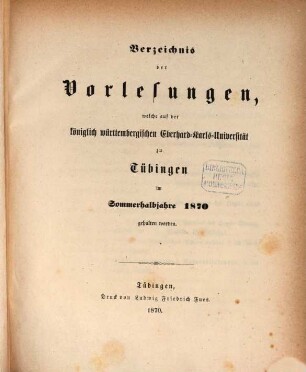 Verzeichnis
der
Vorlesungen,
welche auf der
königlich württembergischen Eberhard-Karls-Universität
zu
Tübingen
im
Sommerhalbjahre 1870
gehalten werden.
Tübingen,
Druck von Ludwig Friedrich Fues.
1870.